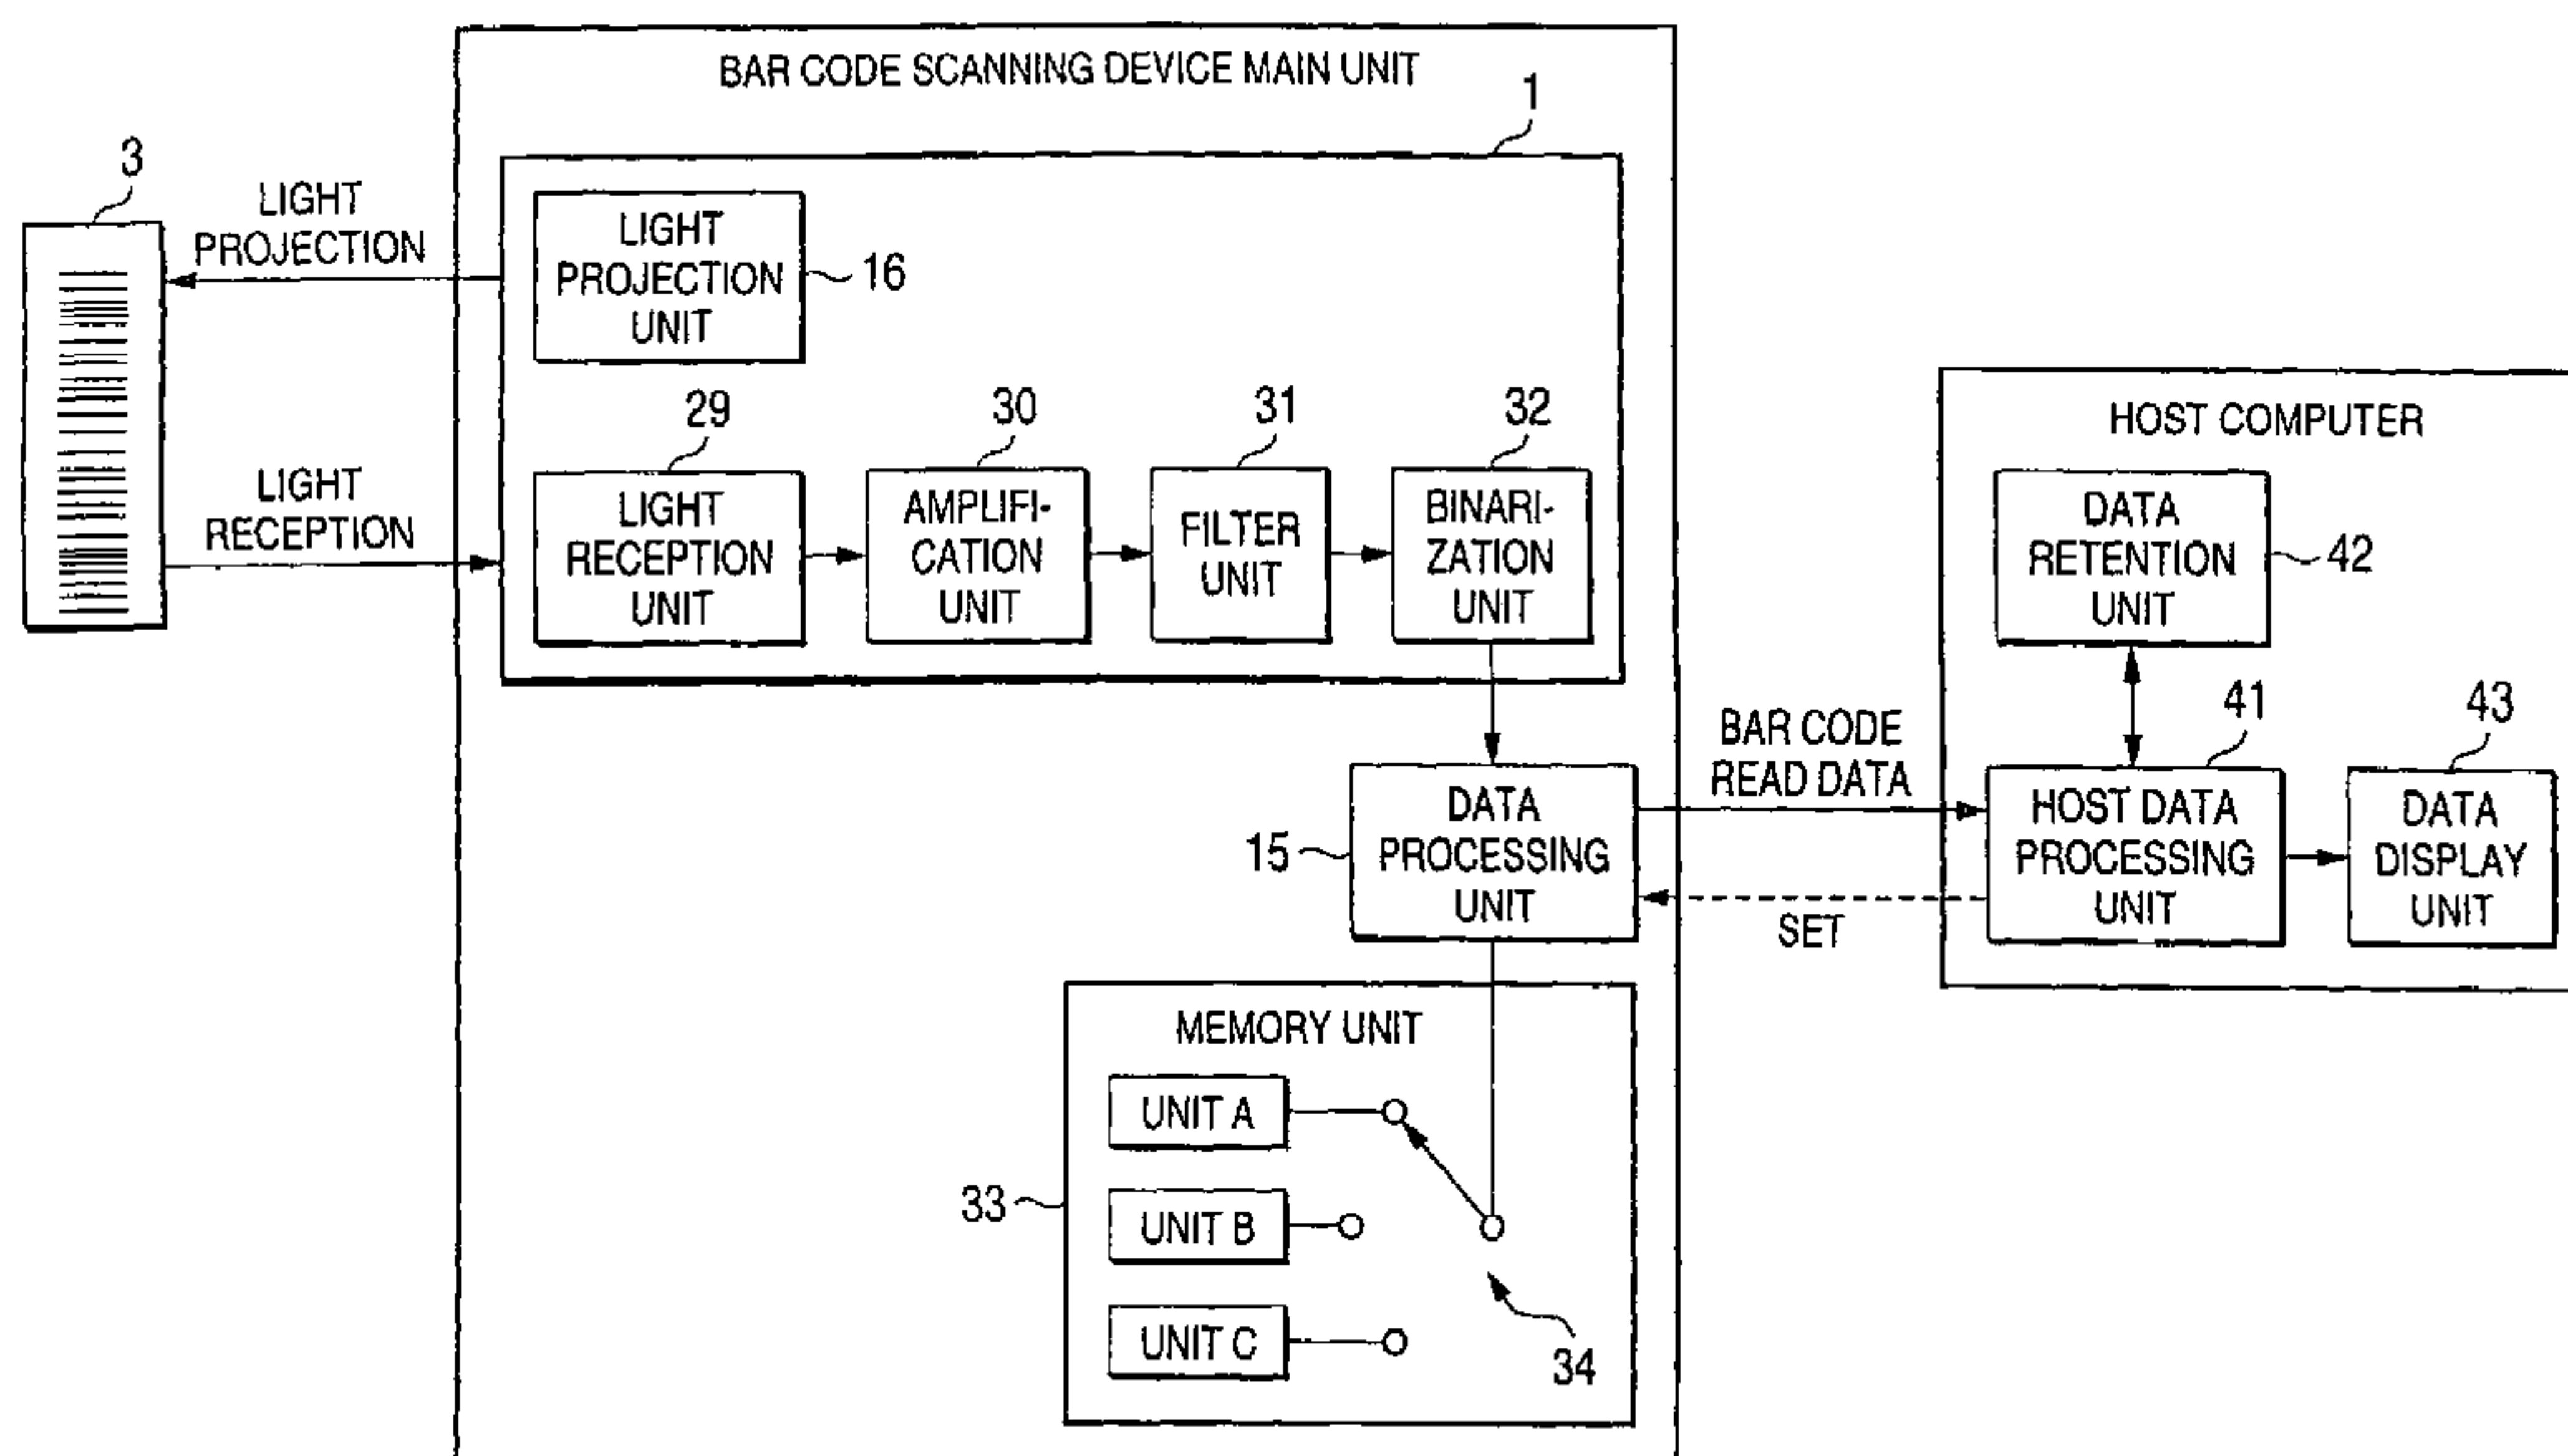 BAR CODE SCANNING DEVICE MAIN UNIT
1
3
LIGHT
PROJECTION
LIGHT
PROJECTION
UNIT
16
LIGHT
RECEPTION
29
LIGHT
RECEPTION
UNIT
30
AMPLIFI-
CATION
UNIT
31
FILTER
UNIT
32
BINARI-
ZATION
UNIT
15
DATA
PROCESSING
UNIT
BAR CODE
READ DATA
SET
HOST COMPUTER
DATA
RETENTION
UNIT
42
41
HOST DATA
PROCESSING
UNIT
43
DATA
DISPLAY
UNIT
33
MEMORY UNIT
UNIT A
UNIT B
UNIT C
34